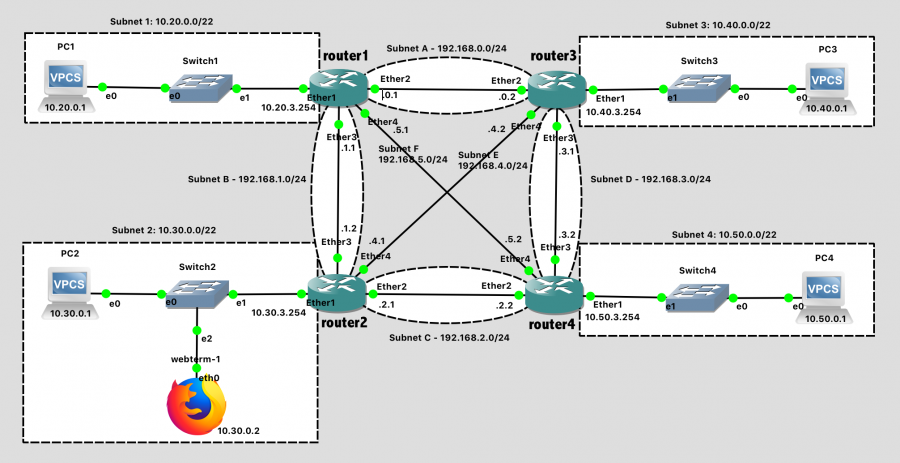 Subnet 1: 10.20.0.0/22
PC1
VPCS
10.20.0.1
e0
Switch1
e0
e1
Ether1
10.20.3.254
router1
Subnet A - 192.168.0.0/24
Ether2
.0.1
Ether2
.0.2
router3
Subnet 3: 10.40.0.0/22
Ether1
10.40.3.254
Switch3
e1
e0
PC3
VPCS
e0
10.40.0.1
Ether4
.5.1
Ether3
.1.1
Subnet F
192.168.5.0/24
.4.2
Ether4
Subnet E
192.168.4.0/24
Ether3
.3.1
Subnet B - 192.168.1.0/24
Subnet D - 192.168.3.0/24
.1.2
Ether3
.4.1
Ether4
.5.2
Ether4
.3.2
Ether3
Subnet 2: 10.30.0.0/22
PC2
VPCS
10.30.0.1
e0
Switch2
e0
e1
Ether1
10.30.3.254
router2
e2
webterm-1
eth0
10.30.0.2
Ether2
.2.1
Ether2
.2.2
Subnet C - 192.168.2.0/24
router4
Subnet 4: 10.50.0.0/22
Ether1
10.50.3.254
Switch4
e1
e0
PC4
VPCS
e0
10.50.0.1